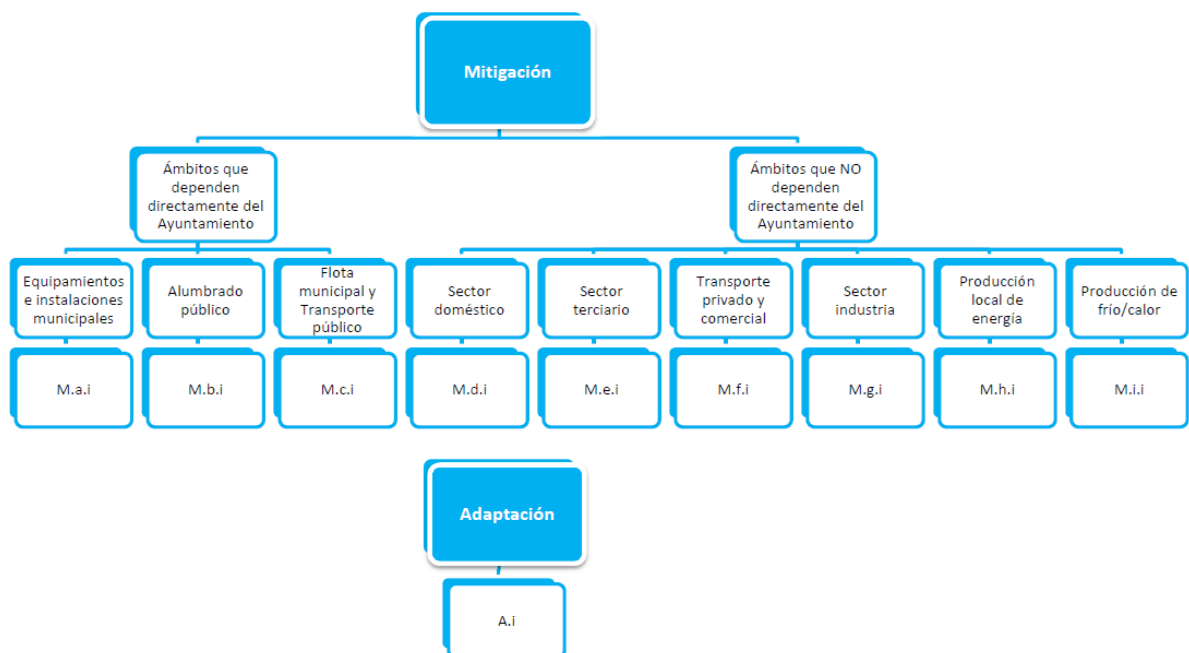 Mitigación
Ámbitos que
dependen
directamente del
Ayuntamiento
Ámbitos que NO
dependen
directamente del
Ayuntamiento
Equipamientos
e instalaciones
municipales
Alumbrado
público
Flota
municipal y
Transporte
público
Sector
doméstico
Sector
terciario
Transporte
privado y
comercial
Sector
industria
Producción
local de
energía
Producción de
frío/calor
M.a.i
M.b.i
M.c.i
M.d.i
M.e.i
M.f.i
M.g.i
M.h.i
M.i.i
Adaptación
A.i